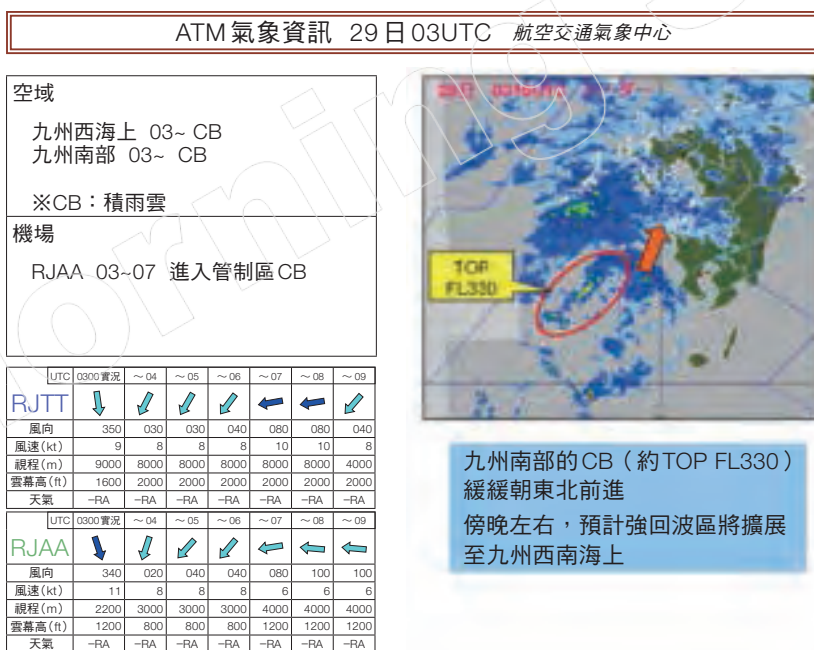 ATM氣象資訊 29日03UTC 航空交通氣象中心
空域
九州西海上 03~ CB
九州南部 03~ CB
※CB：積雨雲
機場
RJAA 03~07 進入管制區CB
UTC 0300實況 ～04 ～05 ～06 ～07 ～08 ～09
RJTT
風向 350 030 030 040 080 080 040
風速(kt) 9 8 8 8 10 10 8
視程(m) 9000 8000 8000 8000 8000 8000 4000
雲幕高(ft) 1600 2000 2000 2000 2000 2000 2000
天氣 −RA −RA −RA −RA −RA −RA −RA
UTC 0300實況 ～04 ～05 ～06 ～07 ～08 ～09
RJAA
風向 340 020 040 040 080 100 100
風速(kt) 11 8 8 8 6 6 6
視程(m) 2200 3000 3000 3000 4000 4000 4000
雲幕高(ft) 1200 800 800 800 1200 1200 1200
天氣 −RA −RA −RA −RA −RA −RA −RA
29日
TOP
FL330
九州南部的CB（約TOP FL330）
緩緩朝東北前進
傍晚左右，預計強回波區將擴展
至九州西南海上